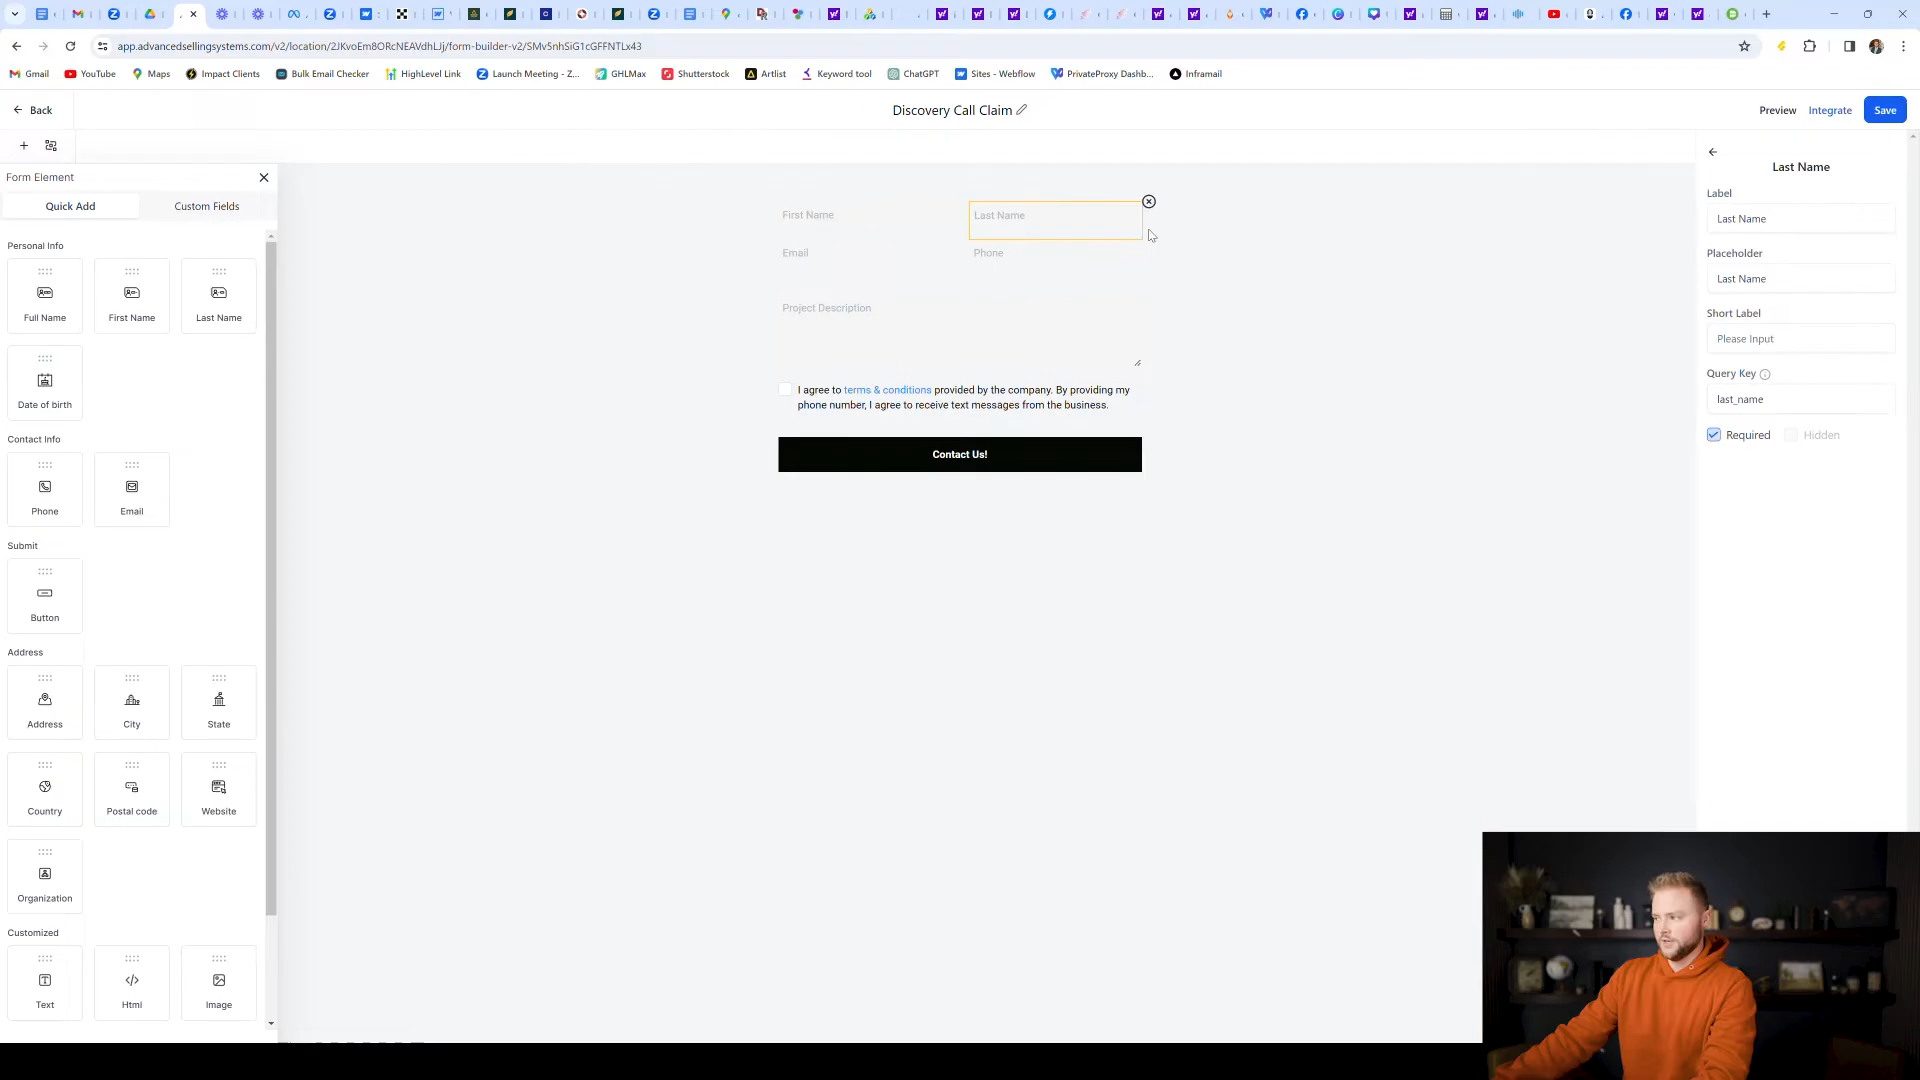 app.advancedsellingsystems.com/v2/location/2JKvoEm8ORcNEAVdhLJj/form-builder-v2/SMv5nhSiG1cGFFNTLx43
Gmail YouTube Maps Impact Clients Bulk Email Checker HighLevel Link Launch Meeting - Z... GHLMax Shutterstock Artlist Keyword tool ChatGPT Sites - Webflow PrivateProxy Dashb... Inframail
Back
Discovery Call Claim
Preview Integrate Save
Form Element
Quick Add Custom Fields
Personal Info
Full Name First Name Last Name
Date of birth
Contact Info
Phone Email
Submit
Button
Address
Address City State
Country Postal code Website
Organization
Customized
Text Html Image
First Name Last Name
Email Phone
Project Description
I agree to terms & conditions provided by the company. By providing my
phone number, I agree to receive text messages from the business.
Contact Us!
Last Name
Label
Last Name
Placeholder
Last Name
Short Label
Please Input
Query Key
last_name
Required Hidden